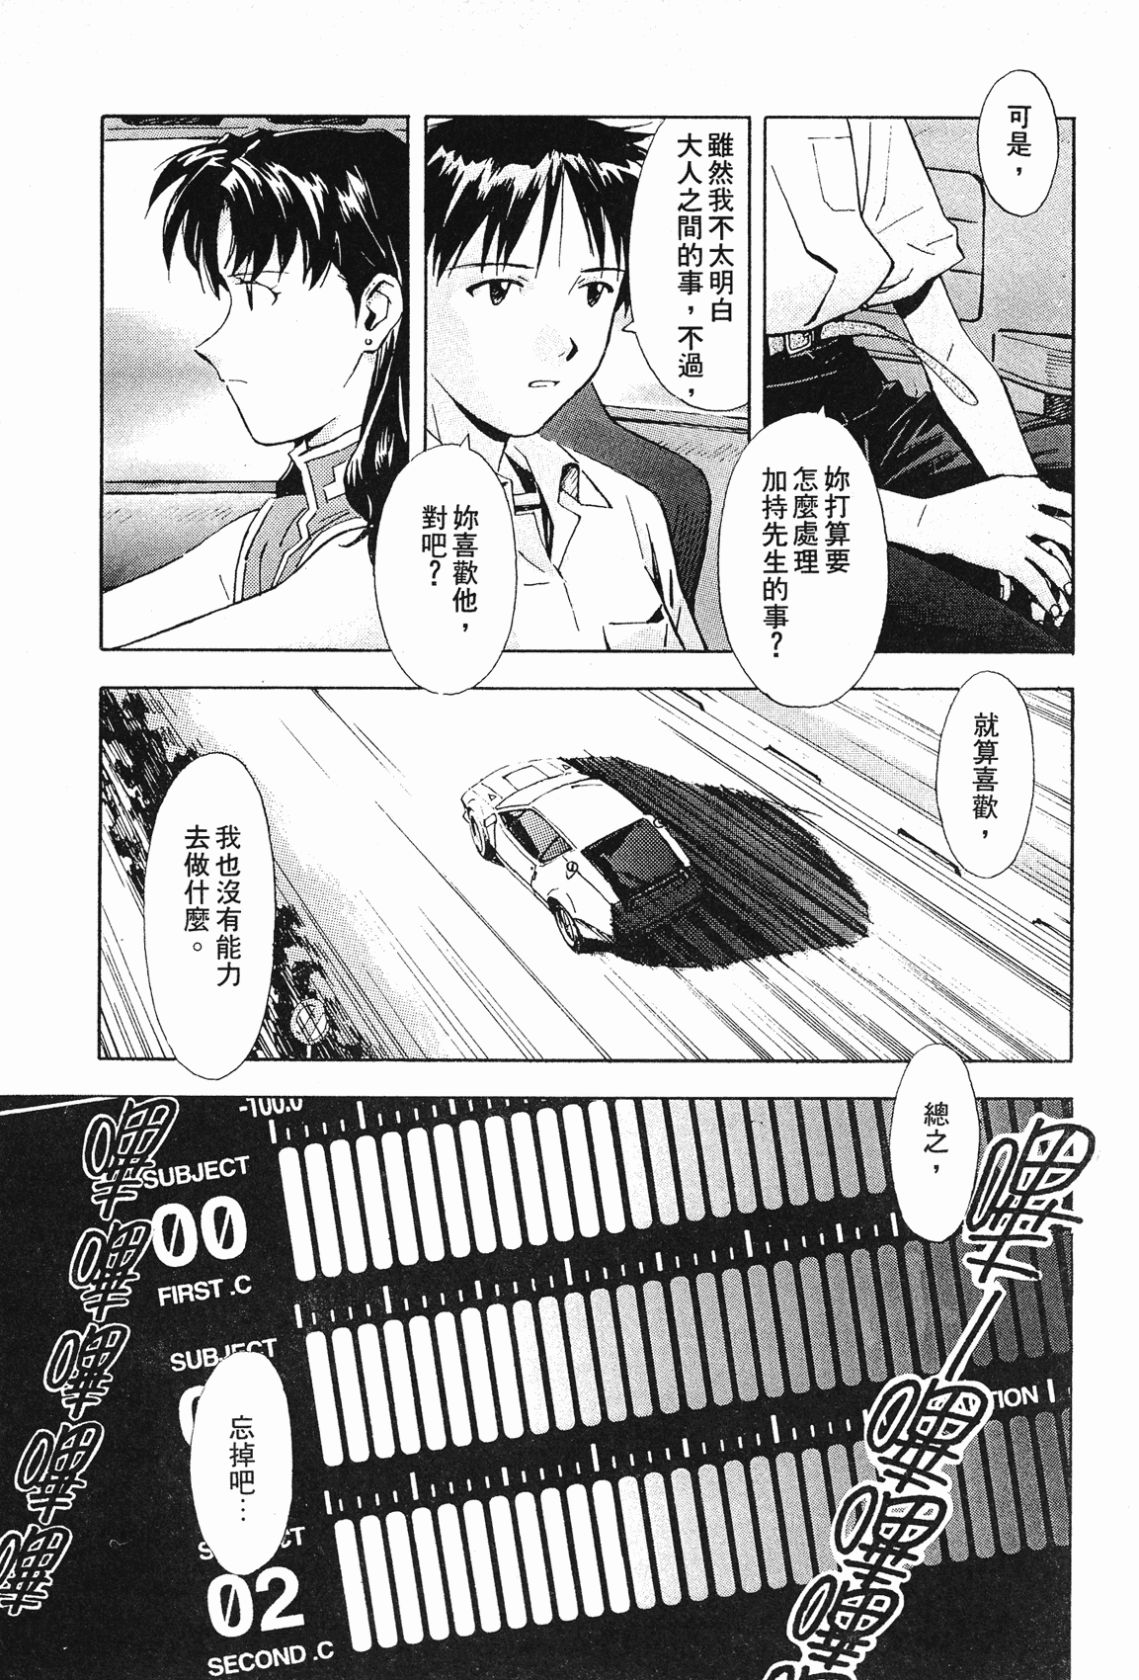 可是，
雖然我不太明白
大人之間的事，不過，
妳打算要
怎麼處理
加持先生的事？
妳喜歡他，
對吧？
就算喜歡，
我也沒有能力
去做什麼。
總之，
嗶—嗶嗶嗶
嗶嗶嗶嗶嗶
-100.0
SUBJECT
00
FIRST.C
SUBJECT
忘掉吧…
SUBJECT
02
SECOND.C